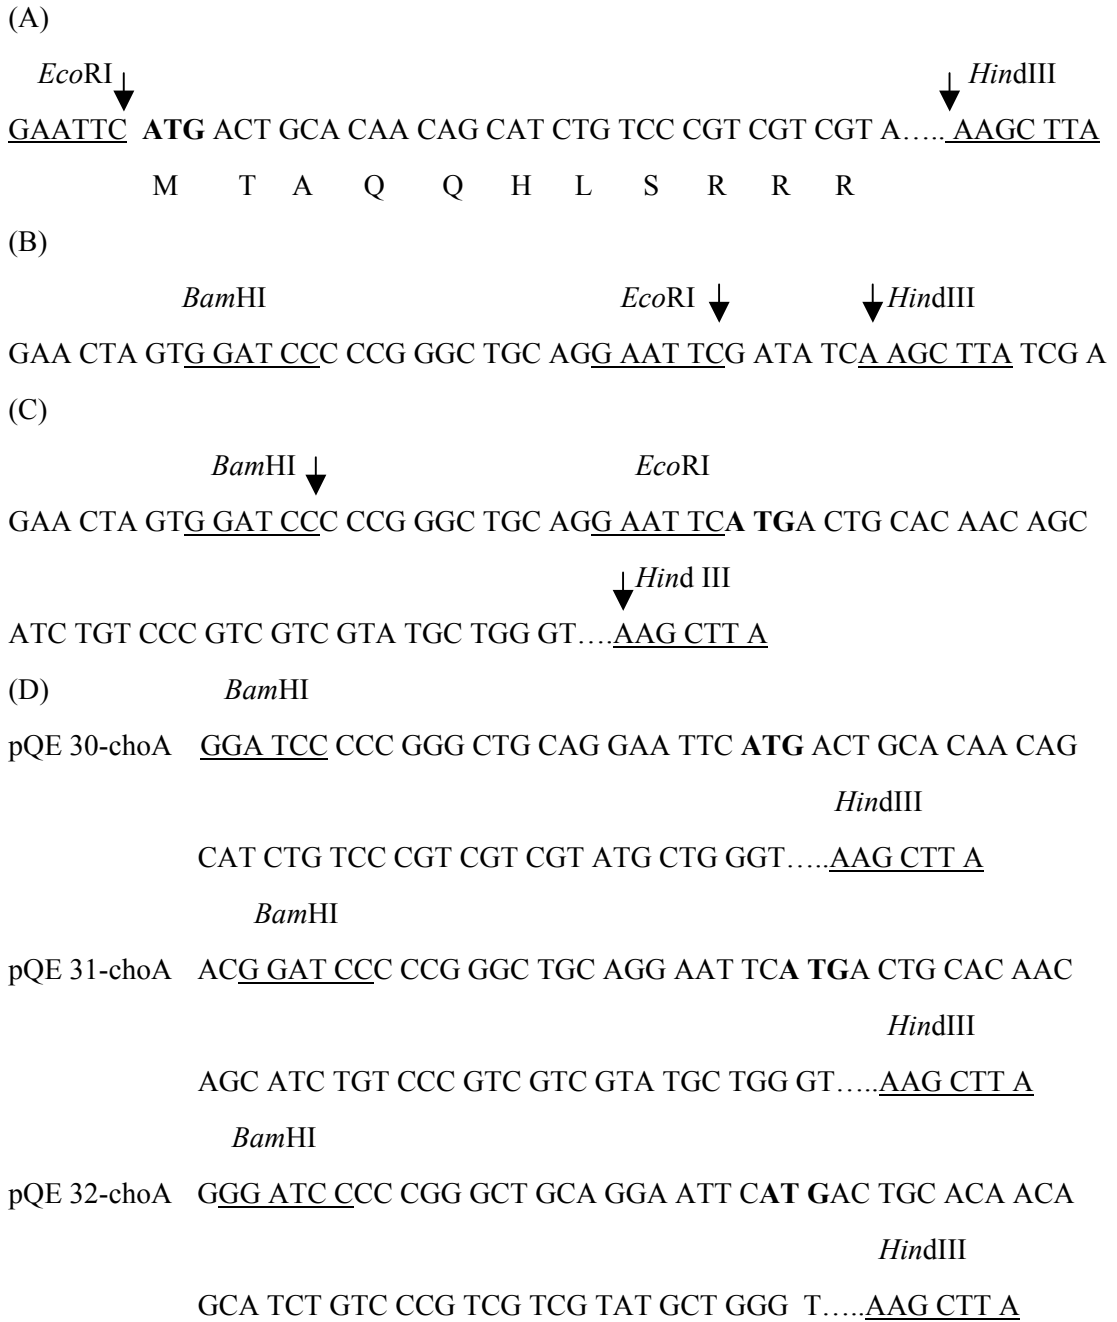 (A)
EcoRI HindIII
GAATTC ATG ACT GCA CAA CAG CAT CTG TCC CGT CGT CGT A..... AAGC TTA
M T A Q Q H L S R R R
(B)
BamHI EcoRI HindIII
GAA CTA GTG GATC CCC CCG GGC TGC AGG AAT TCG ATA TCA AGC TTA TCG A
(C)
BamHI EcoRI
GAA CTA GTG GAT CCC CCG GGC TGC AGG AAT TCA TGA CTG CAC AAC AGC
Hind III
ATC TGT CCC GTC GTC GTA TGC TGG GT....AAG CTT A
(D) BamHI
pQE 30-choA GGA TCC CCC GGG CTG CAG GAA TTC ATG ACT GCA CAA CAG
HindIII
CAT CTG TCC CGT CGT CGT ATG CTG GGT.....AAG CTT A
BamHI
pQE 31-choA ACG GAT CCC CCG GGC TGC AGG AAT TCA TGA CTG CAC AAC
HindIII
AGC ATC TGT CCC GTC GTC GTA TGC TGG GT.....AAG CTT A
BamHI
pQE 32-choA GGG ATC CCC CGG GCT GCA GGA ATT CAT GAC TGC ACA ACA
HindIII
GCA TCT GTC CCG TCG TCG TAT GCT GGG T.....AAG CTT A